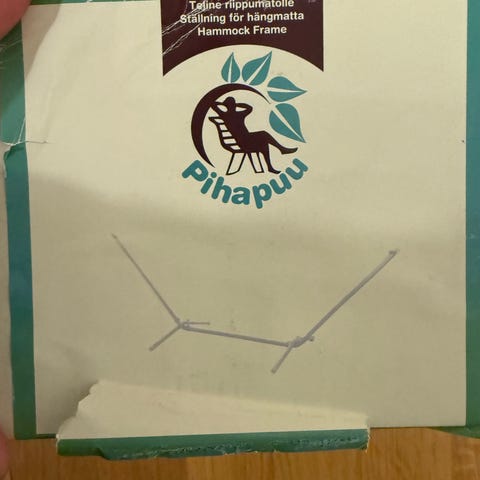 Teline riippumatolle
Ställning för hängmatta
Hammock Frame
Pihapuu